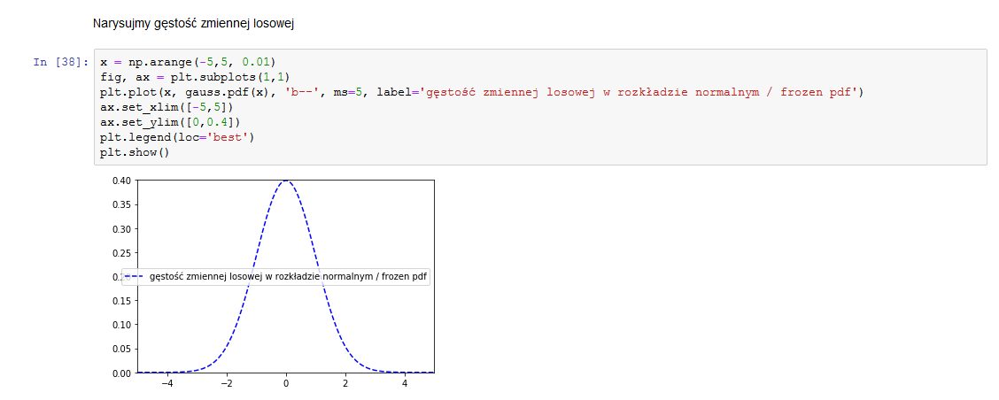 Narysujmy gęstość zmiennej losowej
In [38]:
x = np.arange(-5,5, 0.01)
fig, ax = plt.subplots(1,1)
plt.plot(x, gauss.pdf(x), 'b--', ms=5, label='gęstość zmiennej losowej w rozkładzie normalnym / frozen pdf')
ax.set_xlim([-5,5])
ax.set_ylim([0,0.4])
plt.legend(loc='best')
plt.show()
0.40
0.35
0.30
0.25
gęstość zmiennej losowej w rozkładzie normalnym / frozen pdf
0.15
0.10
0.05
0.00
−4 −2 0 2 4